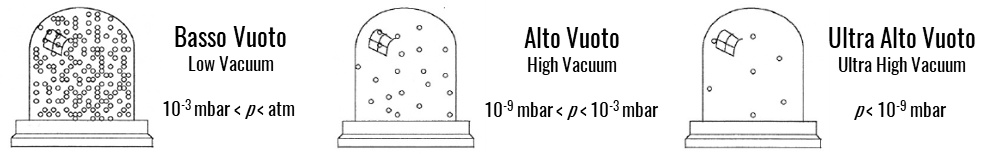 Basso Vuoto
Low Vacuum
10⁻³ mbar < p < atm
Alto Vuoto
High Vacuum
10⁻⁹ mbar < p < 10⁻³ mbar
Ultra Alto Vuoto
Ultra High Vacuum
p < 10⁻⁹ mbar